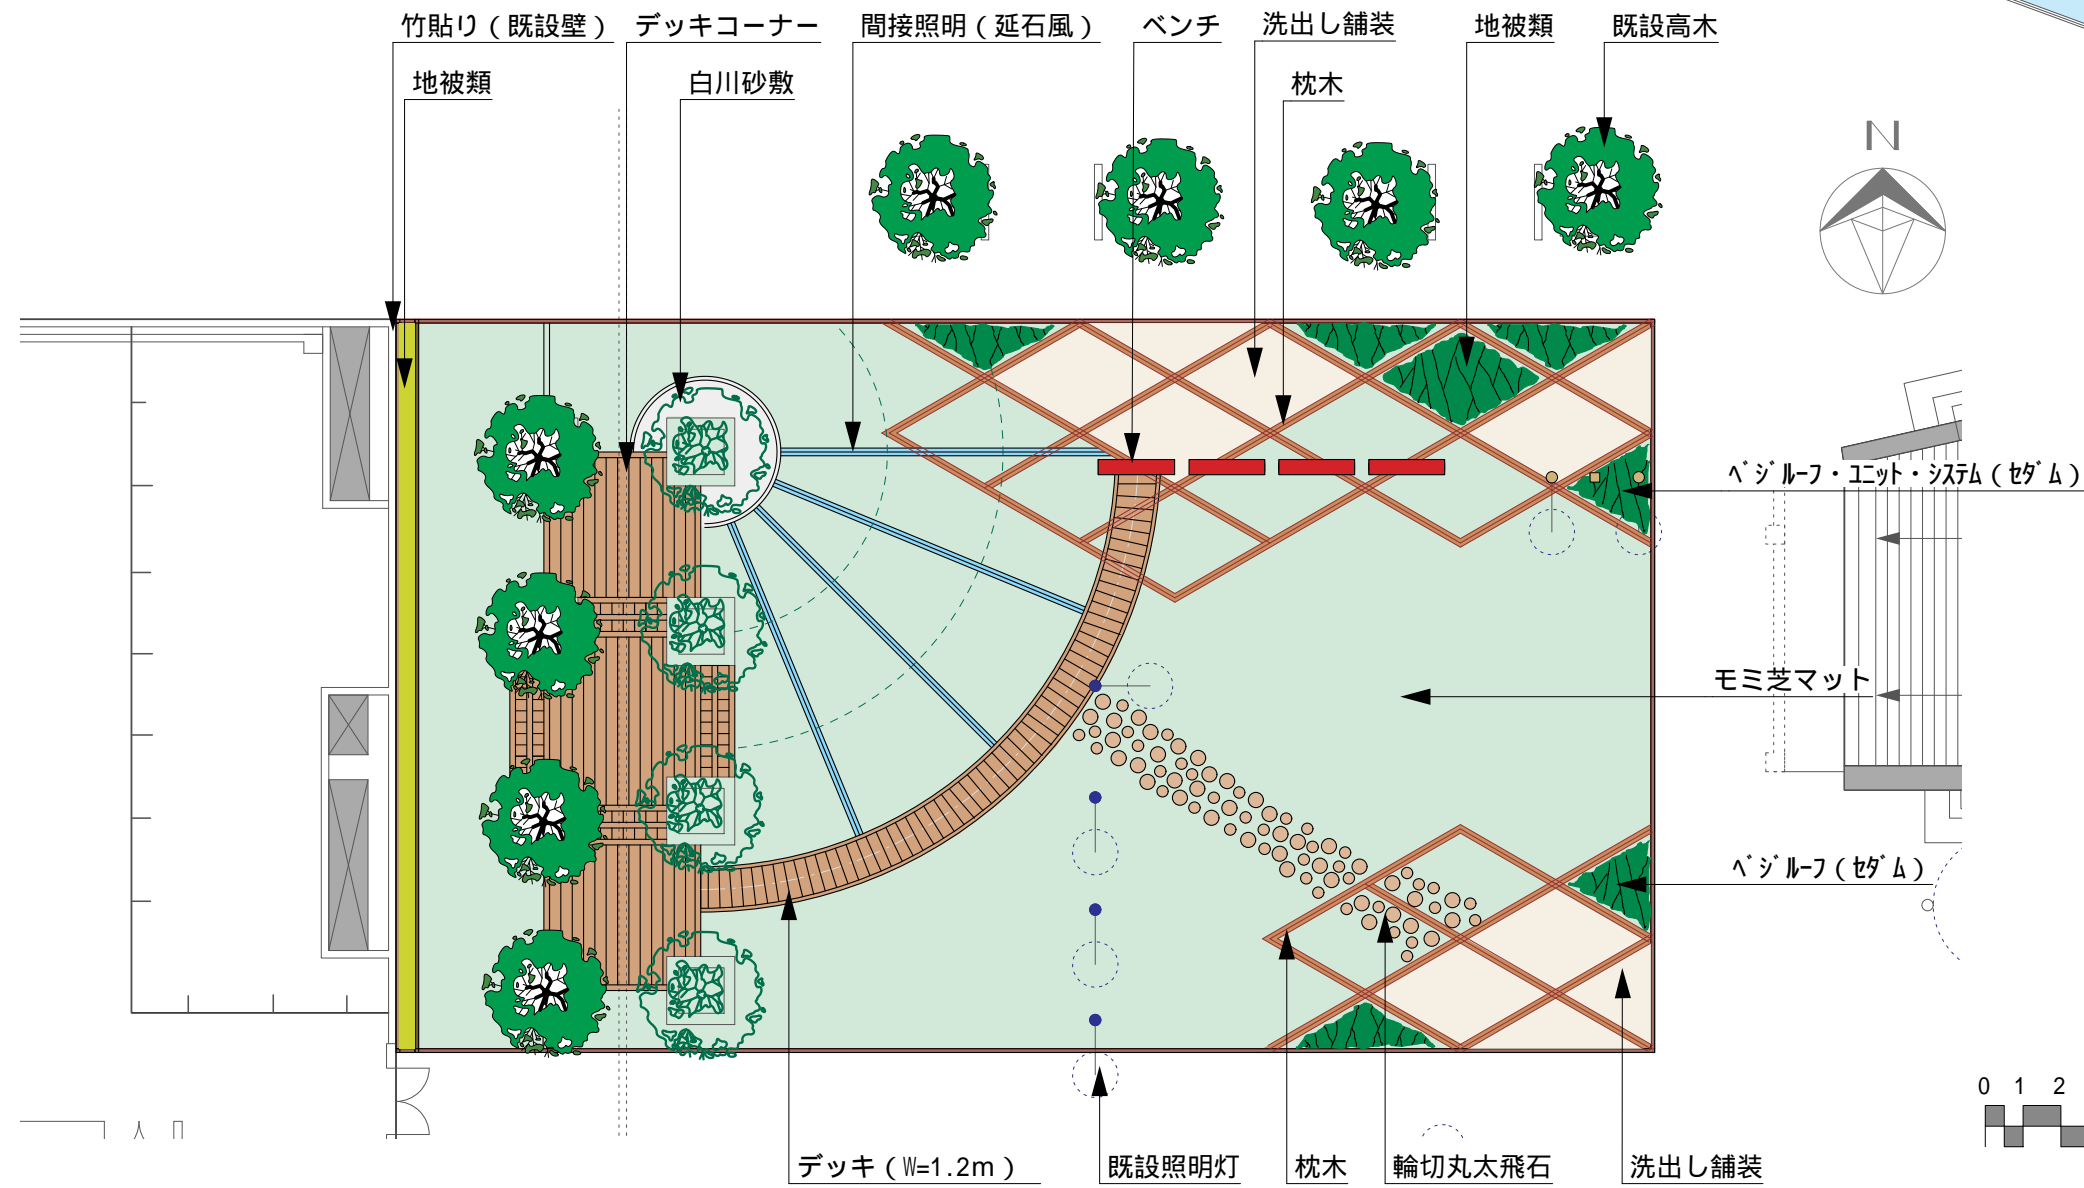 竹貼り（既設壁）
デッキコーナー
間接照明（延石風）
ベンチ
洗出し舗装
地被類
既設高木
地被類
白川砂敷
枕木
N
ﾍﾞｼﾞﾙｰﾌ・ﾕﾆｯﾄ・ｼｽﾃﾑ（ｾﾀﾞﾑ）
モミ芝マット
ﾍﾞｼﾞﾙｰﾌ（ｾﾀﾞﾑ）
0 1 2
デッキ（W=1.2m）
既設照明灯
枕木
輪切丸太飛石
洗出し舗装